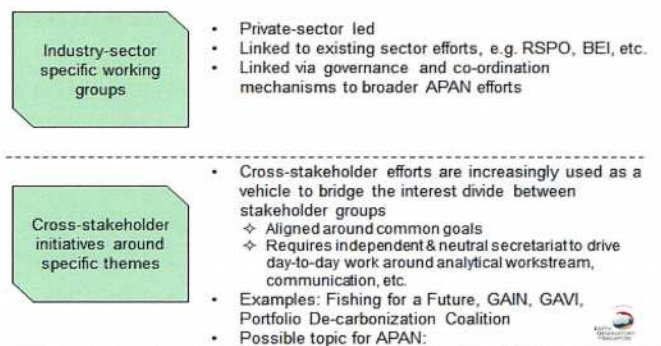 Industry-sector
specific working
groups
• Private-sector led
• Linked to existing sector efforts, e.g. RSPO, BEI, etc.
• Linked via governance and co-ordination
mechanisms to broader APAN efforts
Cross-stakeholder
initiatives around
specific themes
• Cross-stakeholder efforts are increasingly used as a
vehicle to bridge the interest divide between
stakeholder groups
✧ Aligned around common goals
✧ Requires independent & neutral secretariat to drive
day-to-day work around analytical workstream,
communication, etc.
• Examples: Fishing for a Future, GAIN, GAVI,
Portfolio De-carbonization Coalition
• Possible topic for APAN:
EARTH
OBSERVATORY
OF SINGAPORE